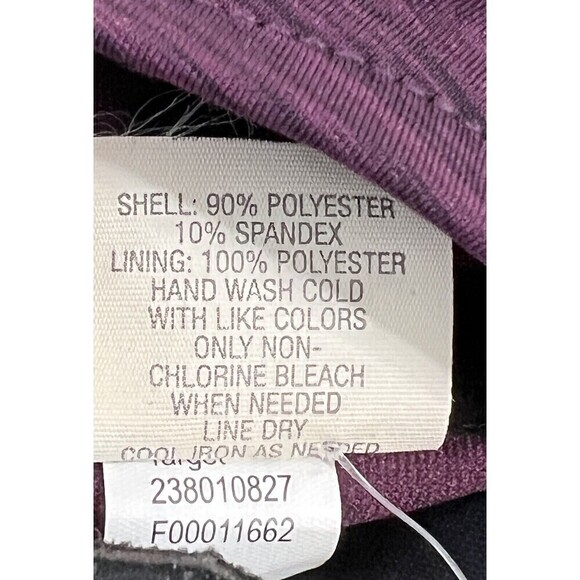 SHELL: 90% POLYESTER
10% SPANDEX
LINING: 100% POLYESTER
HAND WASH COLD
WITH LIKE COLORS
ONLY NON-
CHLORINE BLEACH
WHEN NEEDED
LINE DRY
COOL IRON AS NEEDED
Target
238010827
F00011662